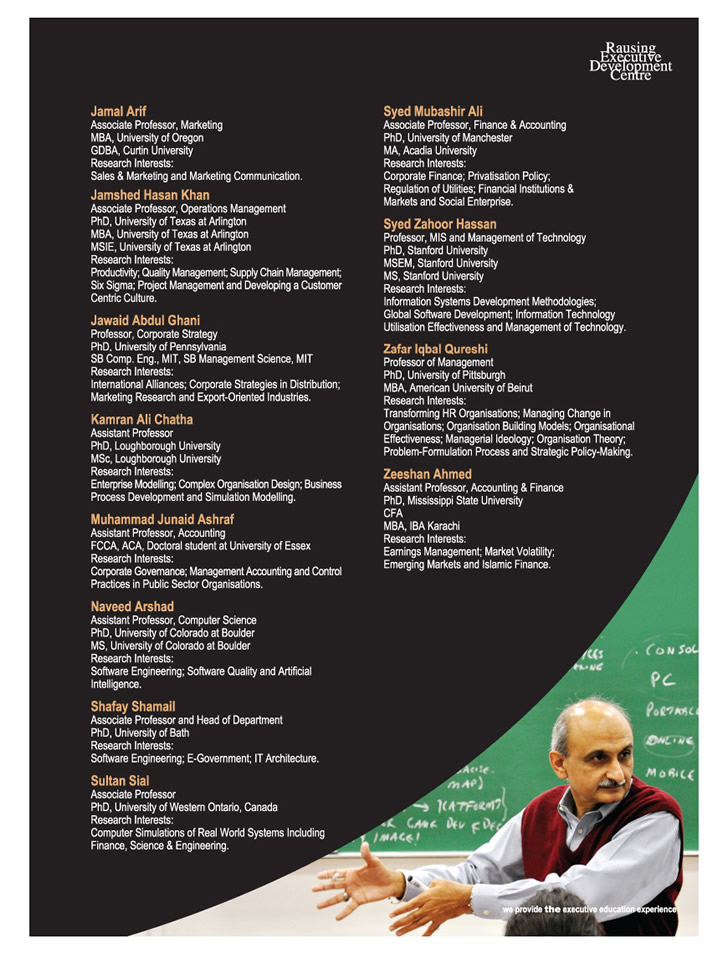 Rausing
Executive
Development
Centre
Jamal Arif
Associate Professor, Marketing
MBA, University of Oregon
GDBA, Curtin University
Research Interests:
Sales & Marketing and Marketing Communication.
Jamshed Hasan Khan
Associate Professor, Operations Management
PhD, University of Texas at Arlington
MBA, University of Texas at Arlington
MSIE, University of Texas at Arlington
Research Interests:
Productivity; Quality Management; Supply Chain Management;
Six Sigma; Project Management and Developing a Customer
Centric Culture.
Jawaid Abdul Ghani
Professor, Corporate Strategy
PhD, University of Pennsylvania
SB Comp. Eng., MIT, SB Management Science, MIT
Research Interests:
International Alliances; Corporate Strategies in Distribution;
Marketing Research and Export-Oriented Industries.
Kamran Ali Chatha
Assistant Professor
PhD, Loughborough University
MSc, Loughborough University
Research Interests:
Enterprise Modelling; Complex Organisation Design; Business
Process Development and Simulation Modelling.
Muhammad Junaid Ashraf
Assistant Professor, Accounting
FCCA, ACA, Doctoral student at University of Essex
Research Interests:
Corporate Governance; Management Accounting and Control
Practices in Public Sector Organisations.
Naveed Arshad
Assistant Professor, Computer Science
PhD, University of Colorado at Boulder
MS, University of Colorado at Boulder
Research Interests:
Software Engineering; Software Quality and Artificial
Intelligence.
Shafay Shamail
Associate Professor and Head of Department
PhD, University of Bath
Research Interests:
Software Engineering; E-Government; IT Architecture.
Sultan Sial
Associate Professor
PhD, University of Western Ontario, Canada
Research Interests:
Computer Simulations of Real World Systems Including
Finance, Science & Engineering.
Syed Mubashir Ali
Associate Professor, Finance & Accounting
PhD, University of Manchester
MA, Acadia University
Research Interests:
Corporate Finance; Privatisation Policy;
Regulation of Utilities; Financial Institutions &
Markets and Social Enterprise.
Syed Zahoor Hassan
Professor, MIS and Management of Technology
PhD, Stanford University
MSEM, Stanford University
MS, Stanford University
Research Interests:
Information Systems Development Methodologies;
Global Software Development; Information Technology
Utilisation Effectiveness and Management of Technology.
Zafar Iqbal Qureshi
Professor of Management
PhD, University of Pittsburgh
MBA, American University of Beirut
Research Interests:
Transforming HR Organisations; Managing Change in
Organisations; Organisation Building Models; Organisational
Effectiveness; Managerial Ideology; Organisation Theory;
Problem-Formulation Process and Strategic Policy-Making.
Zeeshan Ahmed
Assistant Professor, Accounting & Finance
PhD, Mississippi State University
CFA
MBA, IBA Karachi
Research Interests:
Earnings Management; Market Volatility;
Emerging Markets and Islamic Finance.
CONSOL
PC
PORTABLE
ONLINE
MOBILE
MAP)
GAME DEV
IMAGE!
we provide the executive education experience